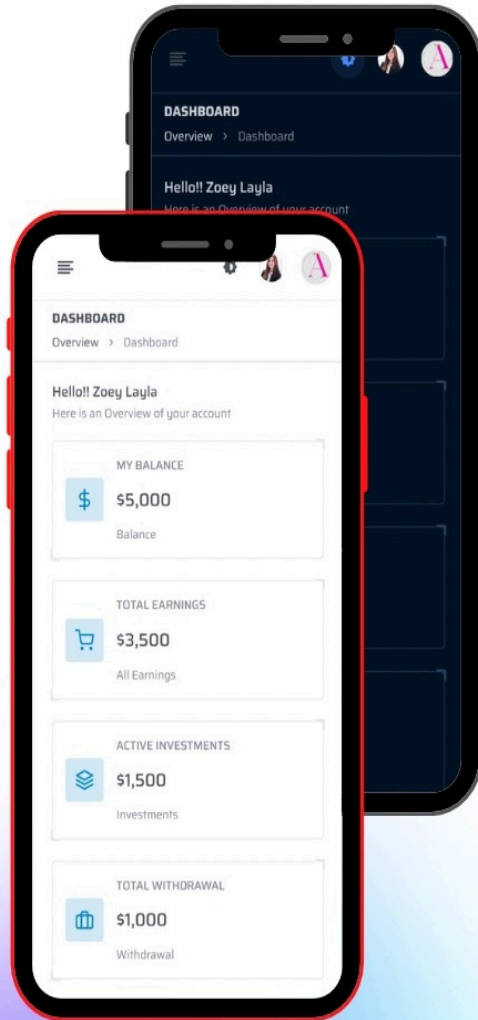 DASHBOARD
Overview > Dashboard
Hello!! Zoey Layla
Here is an Overview of your account
A
A
DASHBOARD
Overview > Dashboard
Hello!! Zoey Layla
Here is an Overview of your account
MY BALANCE
$
$5,000
Balance
TOTAL EARNINGS
$3,500
All Earnings
ACTIVE INVESTMENTS
$1,500
Investments
TOTAL WITHDRAWAL
$1,000
Withdrawal